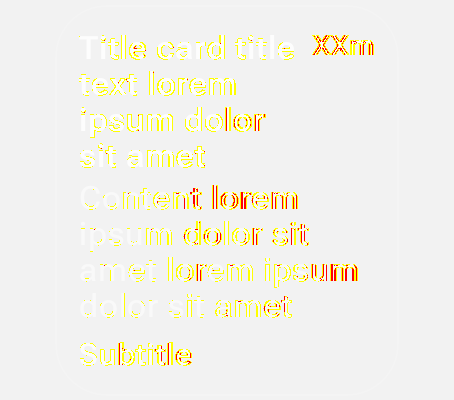 Title card title XXm
text lorem
ipsum dolor
sit amet
Content lorem
ipsum dolor sit
amet lorem ipsum
dolor sit amet
Subtitle